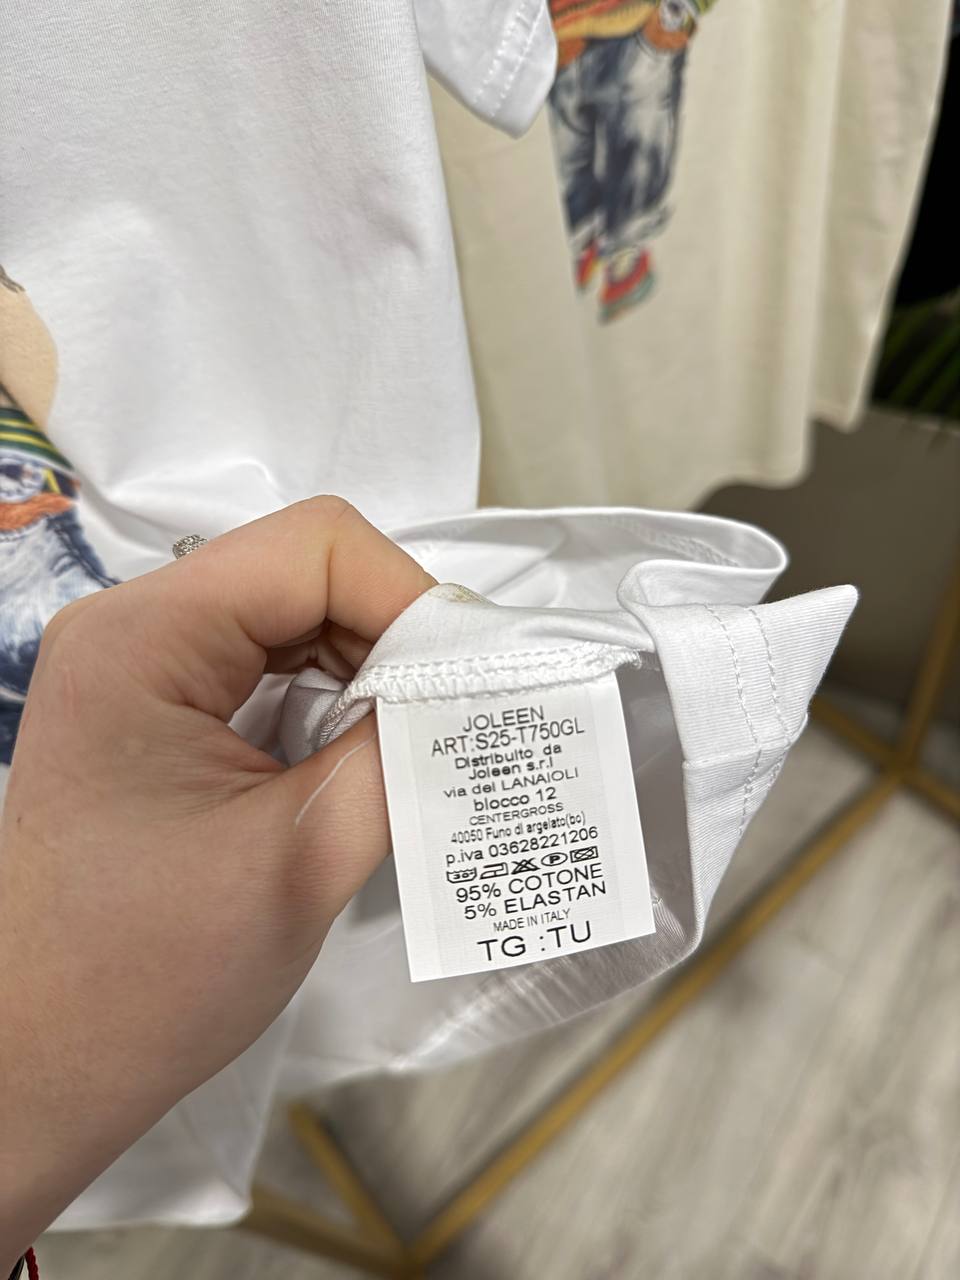 JOLEEN
ART:S25-T750GL
Distribuito da
Joleen s.r.l
via dei LANAIOLI
blocco 12
CENTERGROSS
40050 Funo di argelato(bo)
p.iva 03628221206
30° P
95% COTONE
5% ELASTAN
MADE IN ITALY
TG :TU